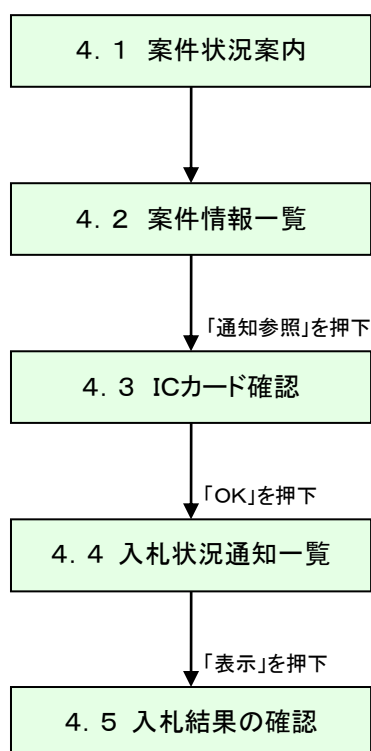 ４．１　案件状況案内
４．２　案件情報一覧
「通知参照」を押下
４．３　ICカード確認
「ＯＫ」を押下
４．４　入札状況通知一覧
「表示」を押下
４．５　入札結果の確認